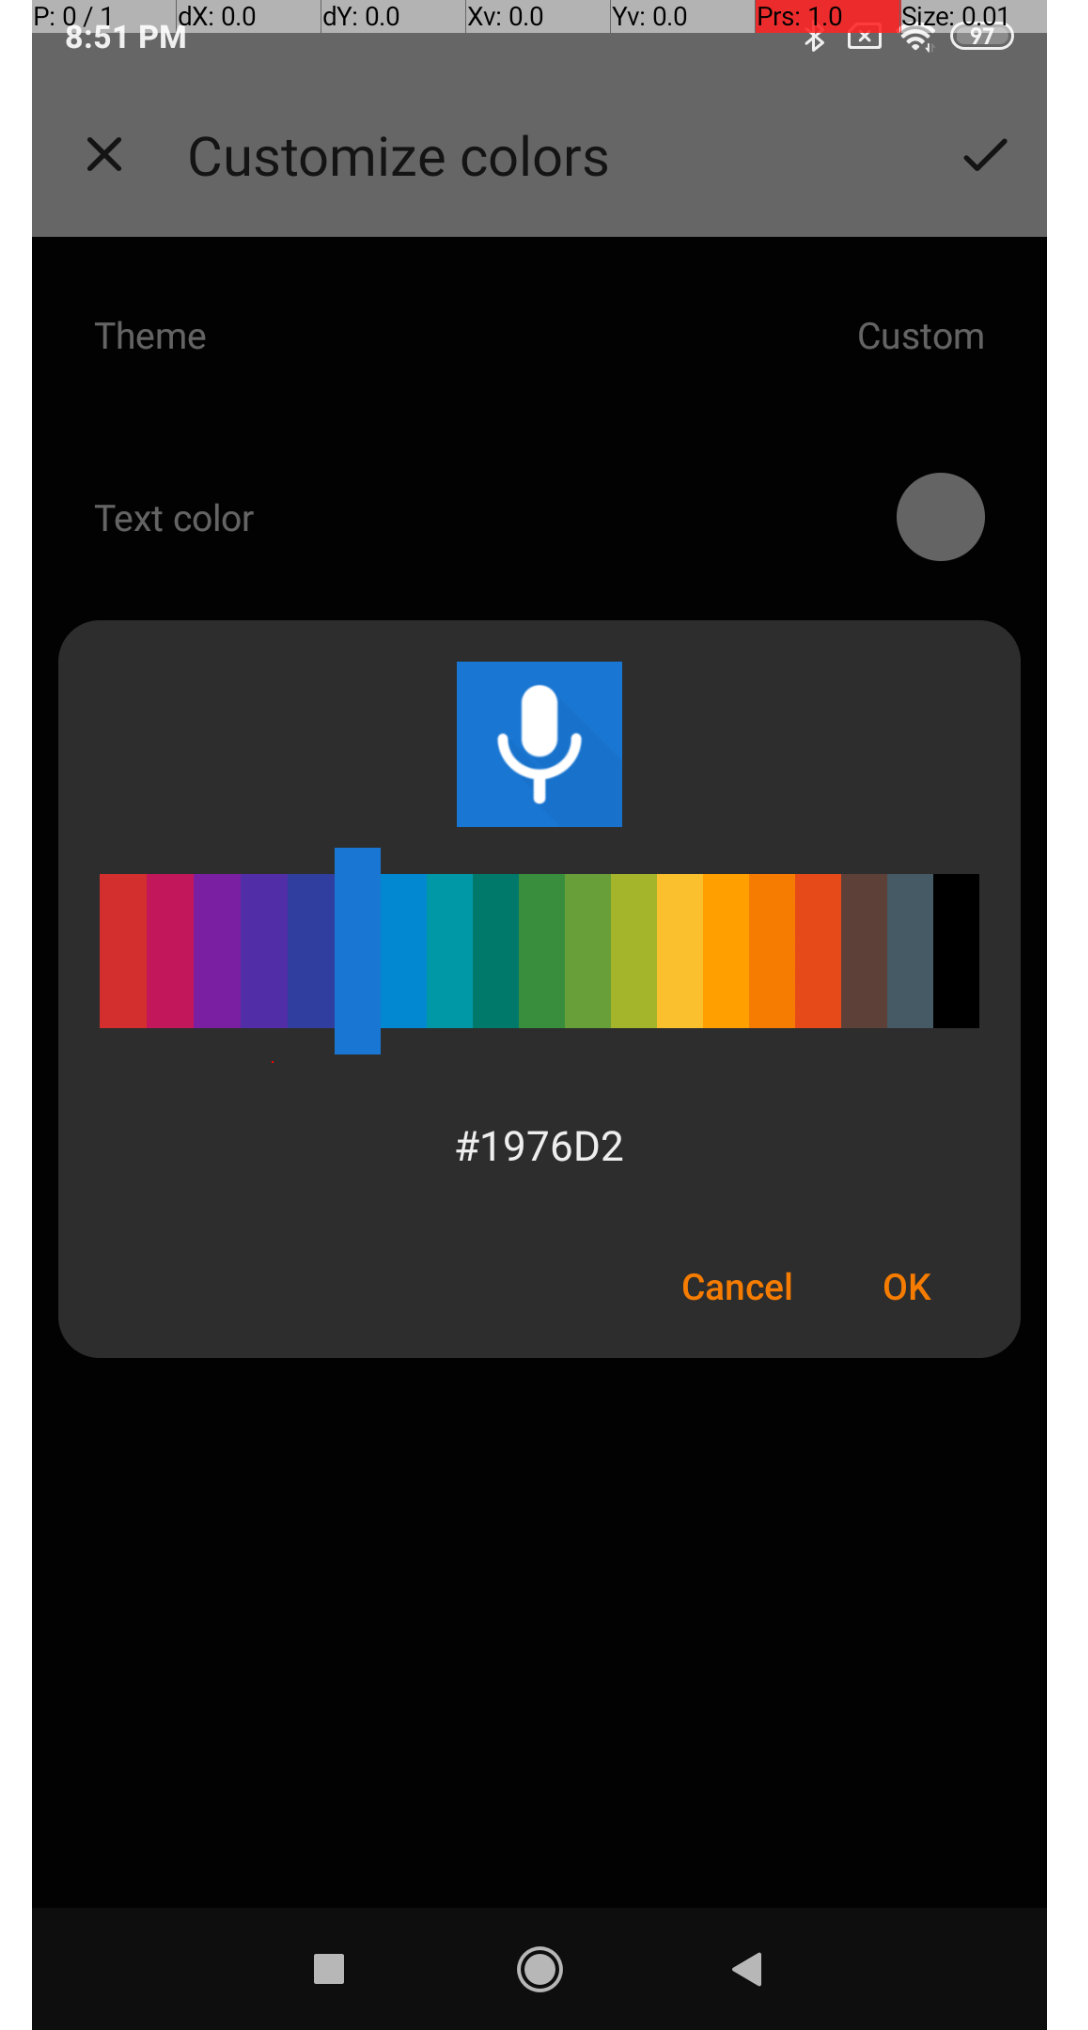 P: 0 / 1 dX: 0.0 dY: 0.0 Xv: 0.0 Yv: 0.0 Prs: 1.0 Size: 0.01
8:51 PM 97
Customize colors
Theme Custom
Text color
#1976D2
Cancel OK